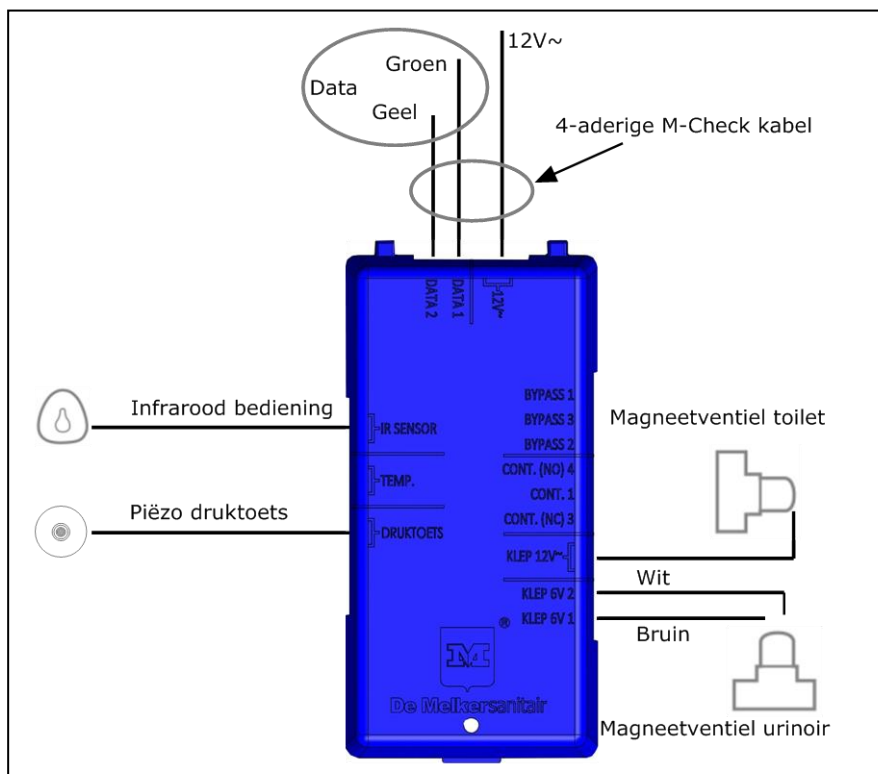 12V~
Groen
Data
Geel
4-aderige M-Check kabel
DATA 2
DATA 1
12V~
BYPASS 1
BYPASS 3
BYPASS 2
Infrarood bediening
IR SENSOR
Magneetventiel toilet
CONT. (NO) 4
TEMP.
CONT. 1
Piëzo druktoets
CONT. (NC) 3
DRUKTOETS
KLEP 12V~
Wit
KLEP 6V 2
KLEP 6V 1
Bruin
®
M
De Melkersanitair
Magneetventiel urinoir